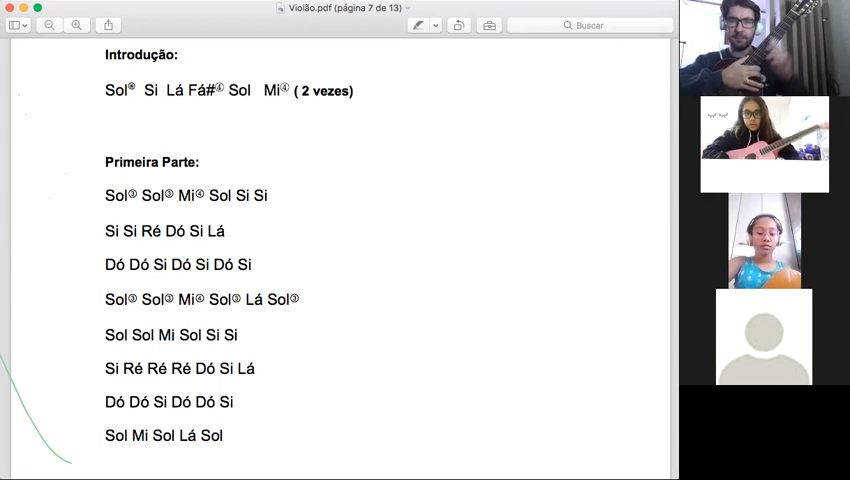 Violão.pdf (página 7 de 13)
Buscar
Introdução:
Sol④ Si Lá Fá#④ Sol Mi④ ( 2 vezes)
Primeira Parte:
Sol③ Sol③ Mi④ Sol Si Si
Si Si Ré Dó Si Lá
Dó Dó Si Dó Si Dó Si
Sol③ Sol③ Mi④ Sol③ Lá Sol③
Sol Sol Mi Sol Si Si
Si Ré Ré Ré Dó Si Lá
Dó Dó Si Dó Dó Si
Sol Mi Sol Lá Sol